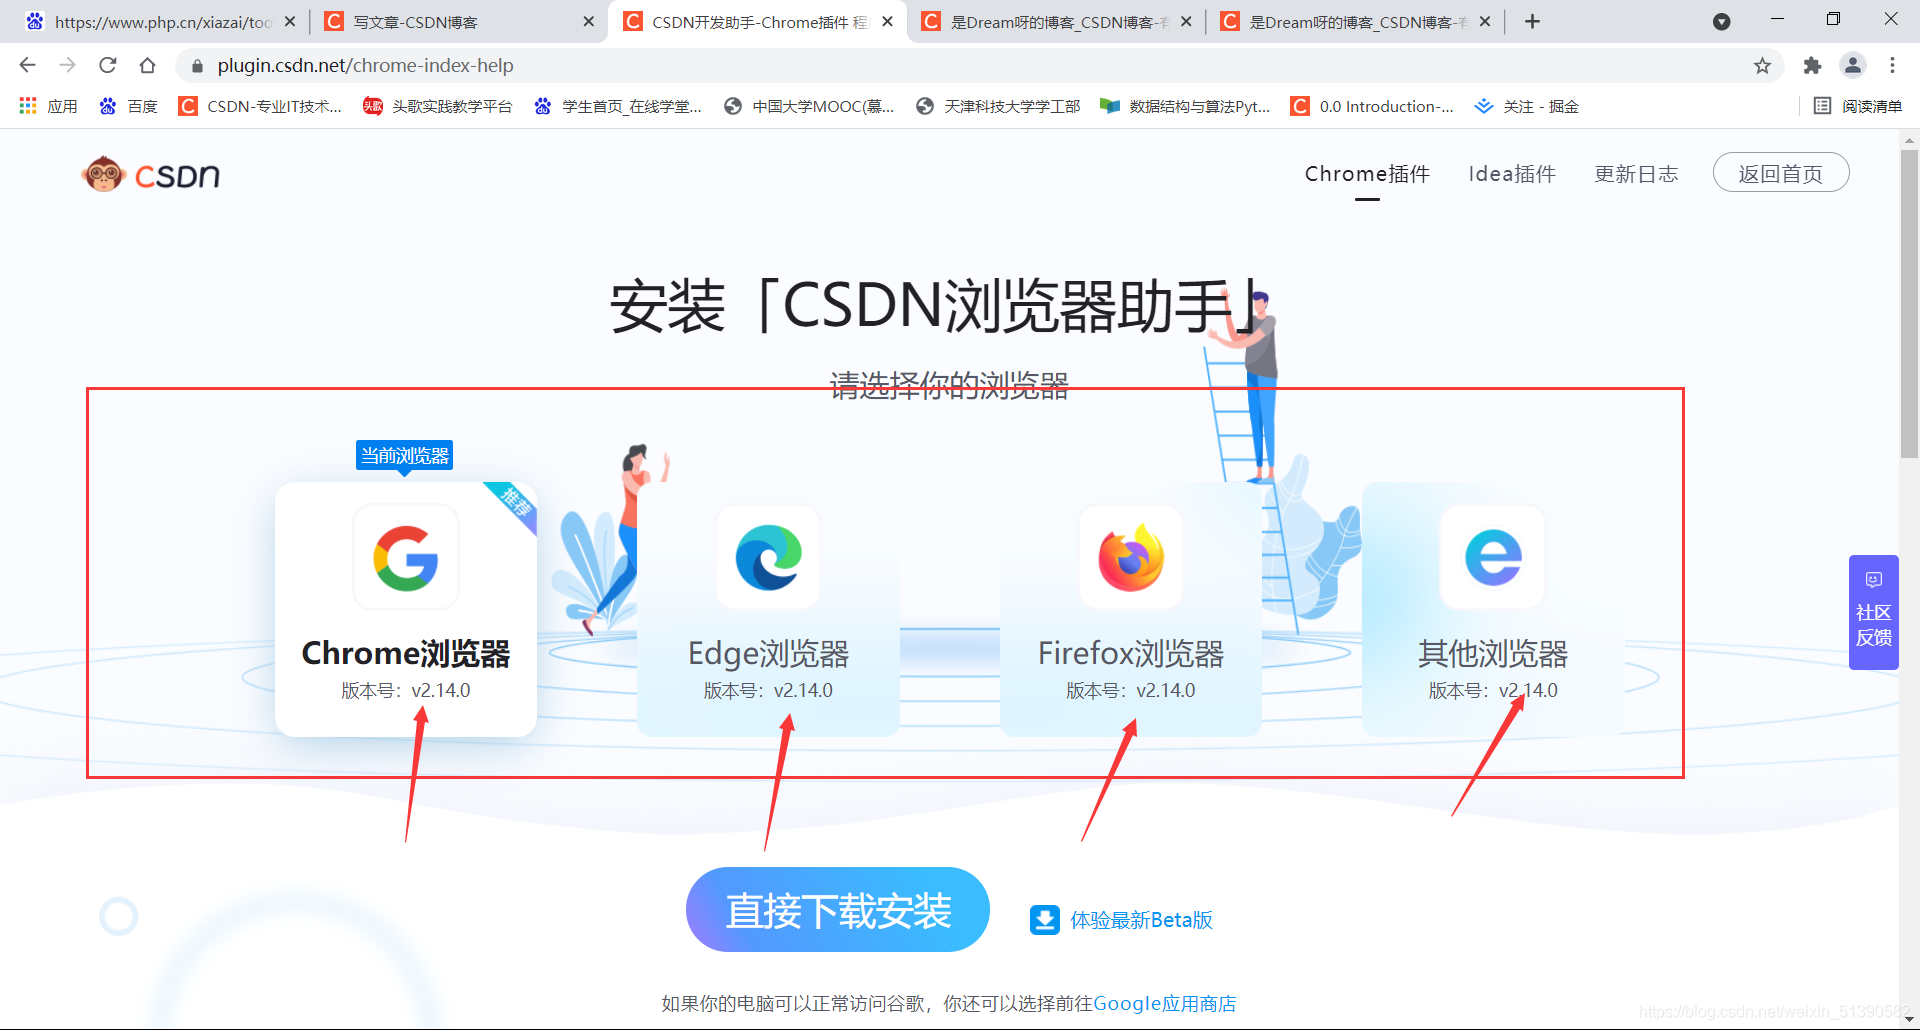 https://www.php.cn/xiazai/too
写文章-CSDN博客
CSDN开发助手-Chrome插件 程
是Dream呀的博客_CSDN博客-
是Dream呀的博客_CSDN博客-
plugin.csdn.net/chrome-index-help
应用
百度
CSDN-专业IT技术...
头歌实践教学平台
学生首页_在线学堂...
中国大学MOOC(慕...
天津科技大学学工部
数据结构与算法Pyt...
0.0 Introduction-...
关注 - 掘金
阅读清单
CSDN
Chrome插件
Idea插件
更新日志
返回首页
安装「CSDN浏览器助手」
请选择你的浏览器
当前浏览器
推荐
Chrome浏览器
版本号：v2.14.0
Edge浏览器
版本号：v2.14.0
Firefox浏览器
版本号：v2.14.0
其他浏览器
版本号：v2.14.0
社区
反馈
直接下载安装
体验最新Beta版
如果你的电脑可以正常访问谷歌，你还可以选择前往Google应用商店
https://blog.csdn.net/weixin_51390582